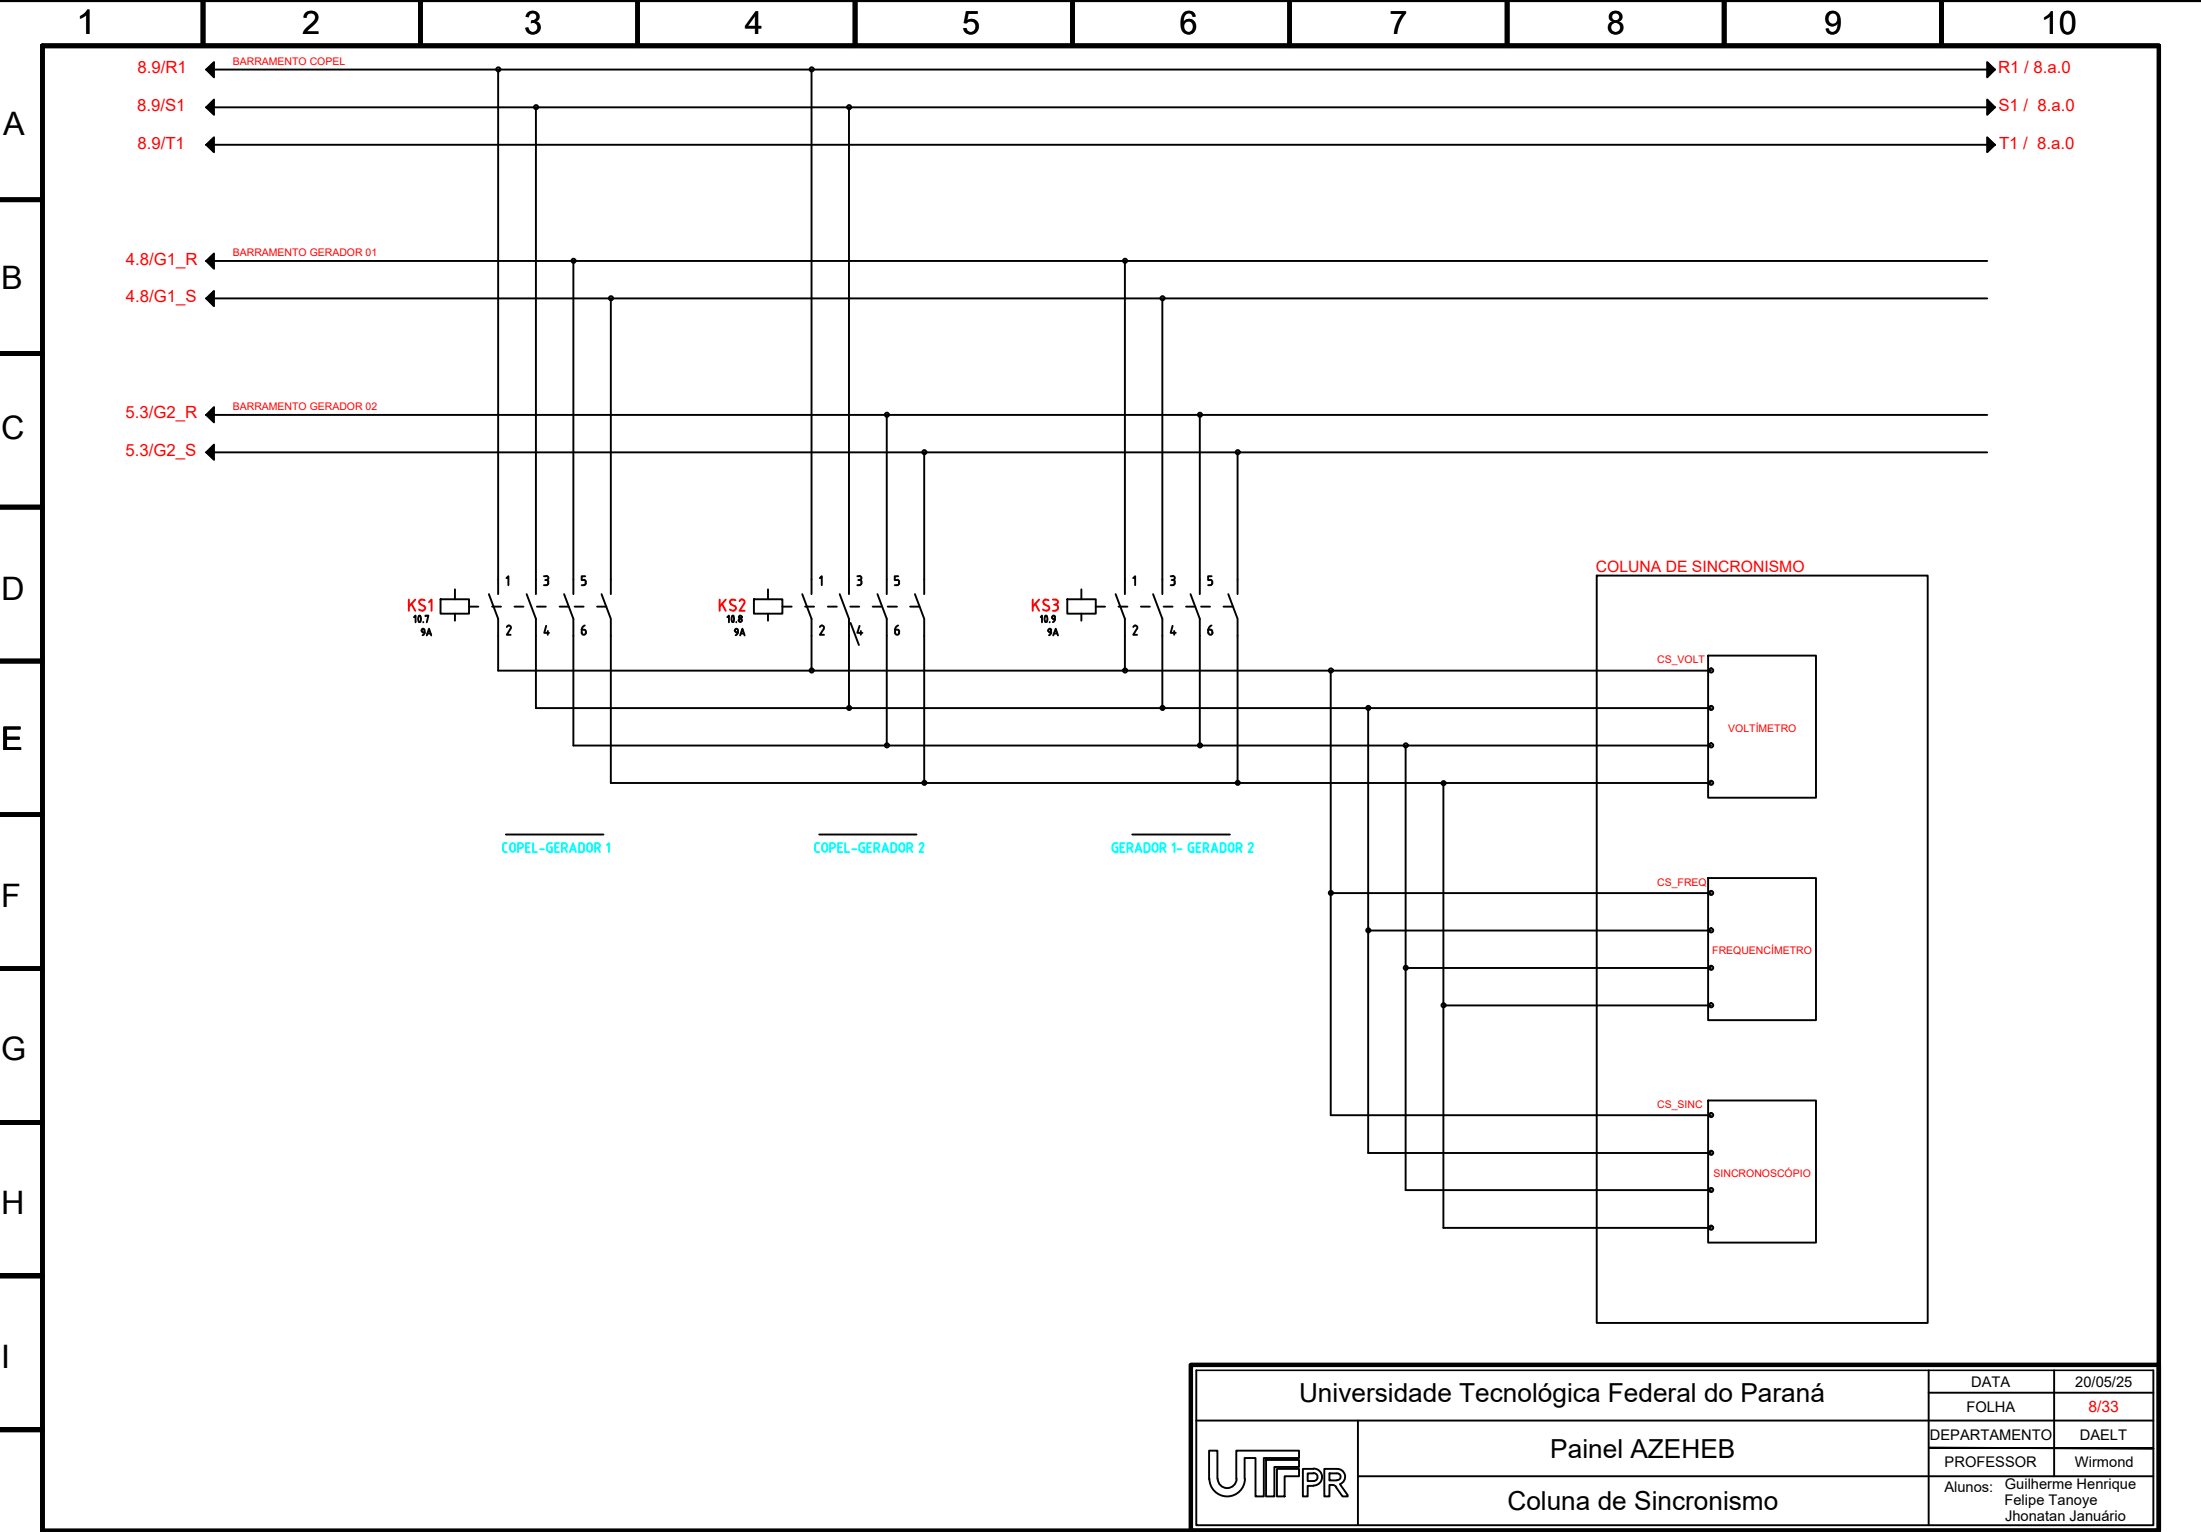 1 2 3 4 5 6 7 8 9 10
A
B
C
D
E
F
G
H
I
8.9/R1 BARRAMENTO COPEL R1 / 8.a.0
8.9/S1 S1 / 8.a.0
8.9/T1 T1 / 8.a.0
4.8/G1_R BARRAMENTO GERADOR 01
4.8/G1_S
5.3/G2_R BARRAMENTO GERADOR 02
5.3/G2_S
KS1
10.7
9A
1 3 5
2 4 6
KS2
10.8
9A
1 3 5
2 4 6
KS3
10.9
9A
1 3 5
2 4 6
COPEL-GERADOR 1
COPEL-GERADOR 2
GERADOR 1- GERADOR 2
COLUNA DE SINCRONISMO
CS_VOLT
VOLTÍMETRO
CS_FREQ
FREQUENCÍMETRO
CS_SINC
SINCRONOSCÓPIO
Universidade Tecnológica Federal do Paraná
UTFPR
Painel AZEHEB
Coluna de Sincronismo
DATA 20/05/25
FOLHA 8/33
DEPARTAMENTO DAELT
PROFESSOR Wirmond
Alunos: Guilherme Henrique
Felipe Tanoye
Jhonatan Januário